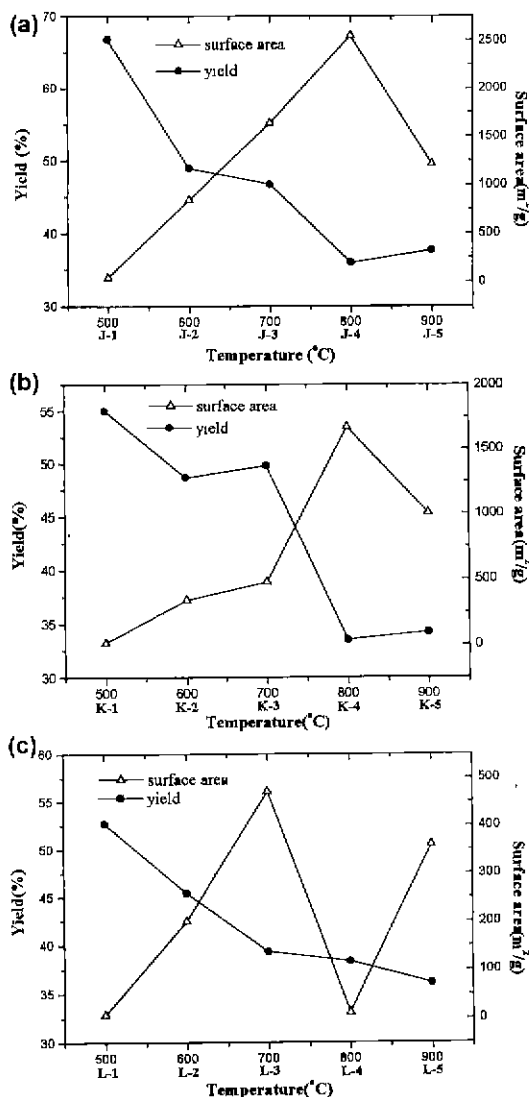 (a)
surface area
yield
Yield (%)
70
60
50
40
30
2500
2000
1500
1000
500
0
Surface area(m²/g)
500 600 700 800 900
J-1 J-2 J-3 J-4 J-5
Temperature (°C)
(b)
surface area
yield
Yield(%)
55
50
45
40
35
30
2000
1500
1000
500
0
Surface area(m²/g)
500 600 700 800 900
K-1 K-2 K-3 K-4 K-5
Temperature(°C)
(c)
surface area
yield
Yield(%)
60
55
50
45
40
35
30
500
400
300
200
100
0
Surface area(m²/g)
500 600 700 800 900
L-1 L-2 L-3 L-4 L-5
Temperature(°C)